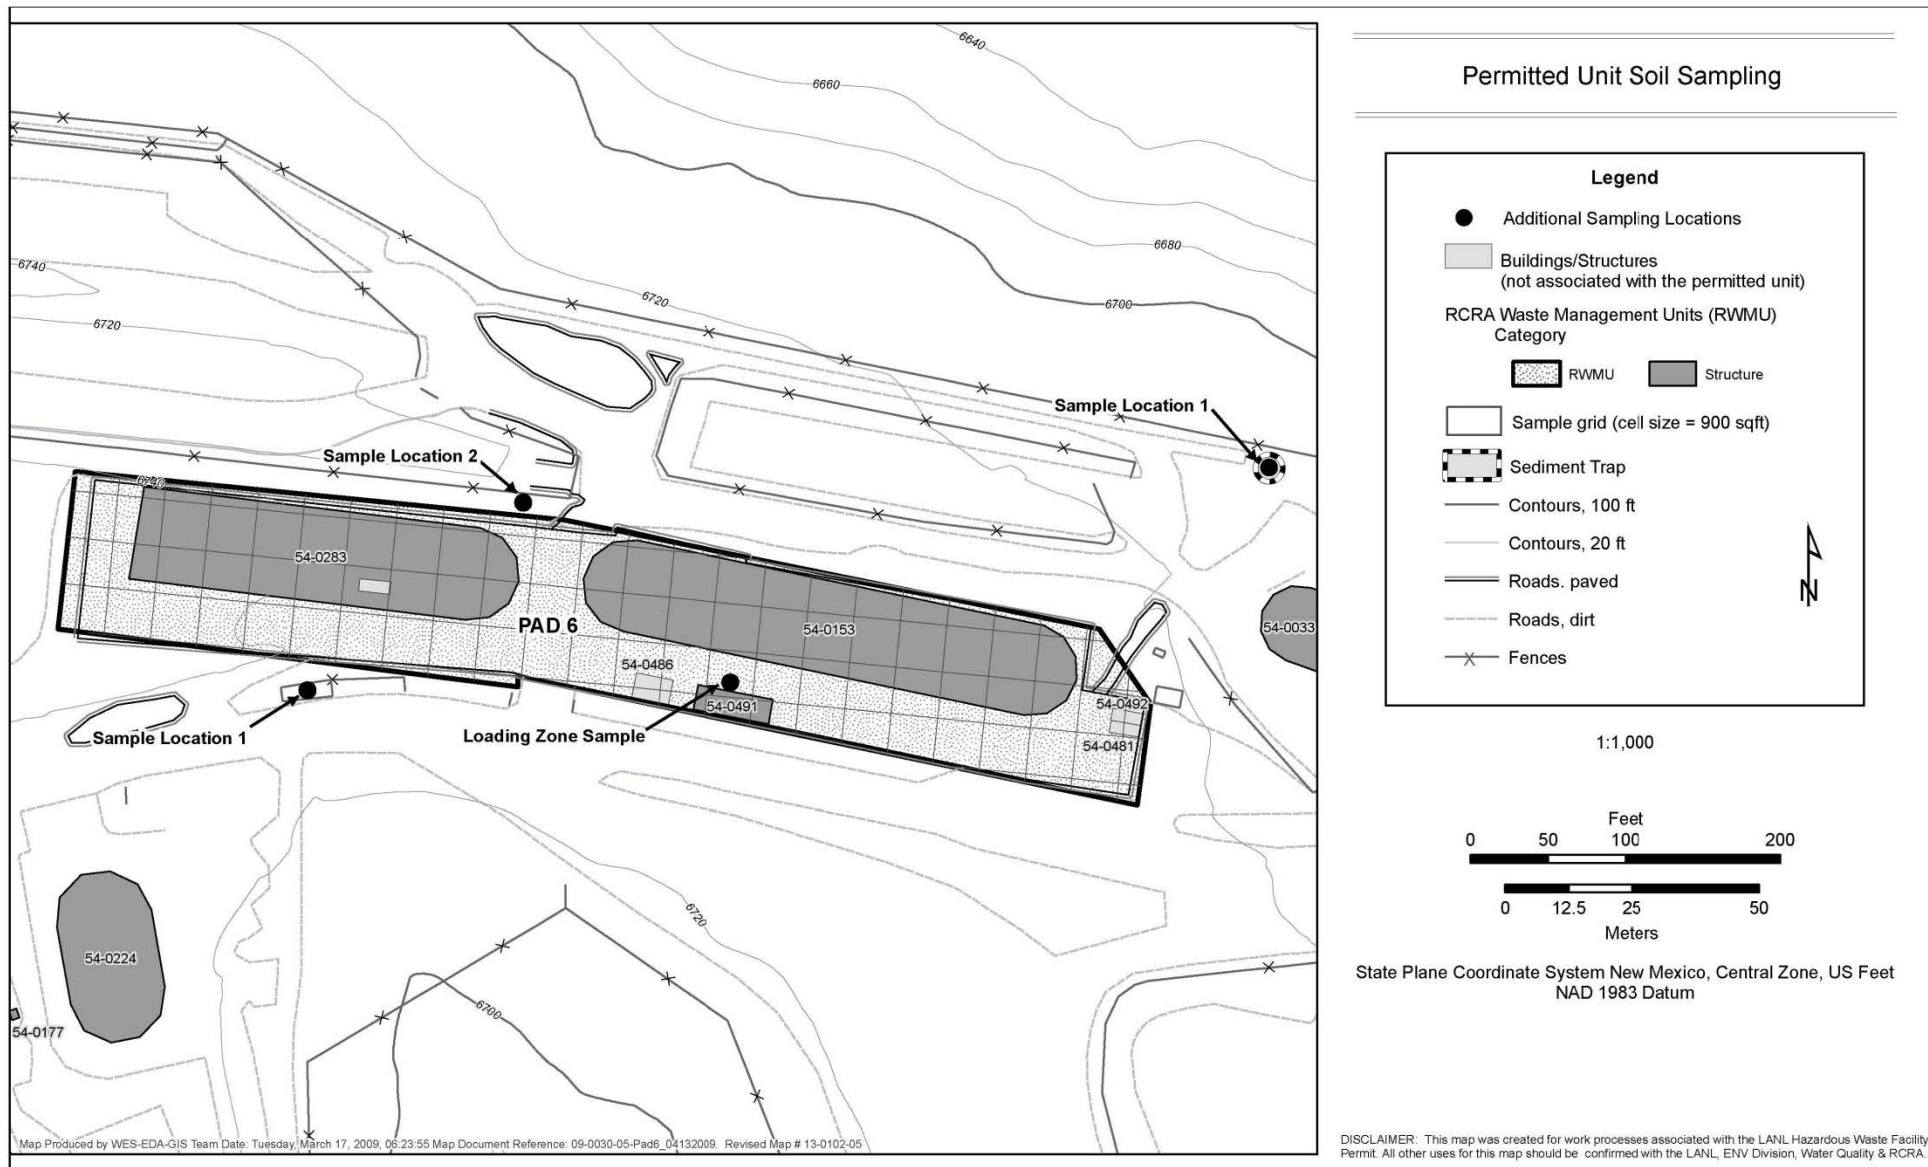 6640
6660
6680
6700
6740
6720
6720
Sample Location 1
Sample Location 2
6740
54-0283
PAD 6
54-0153
54-0033
54-0486
54-0491
54-0492
54-0481
Sample Location 1
Loading Zone Sample
54-0224
54-0177
6720
6700
Map Produced by WES-EDA-GIS Team Date: Tuesday, March 17, 2009, 06:23:55 Map Document Reference: 09-0030-05-Pad6_04132009. Revised Map # 13-0102-05
Permitted Unit Soil Sampling
Legend
Additional Sampling Locations
Buildings/Structures
(not associated with the permitted unit)
RCRA Waste Management Units (RWMU)
Category
RWMU Structure
Sample grid (cell size = 900 sqft)
Sediment Trap
Contours, 100 ft
Contours, 20 ft
Roads. paved
Roads, dirt
Fences
N
1:1,000
Feet
0 50 100 200
0 12.5 25 50
Meters
State Plane Coordinate System New Mexico, Central Zone, US Feet
NAD 1983 Datum
DISCLAIMER: This map was created for work processes associated with the LANL Hazardous Waste Facility
Permit. All other uses for this map should be confirmed with the LANL, ENV Division, Water Quality & RCRA.